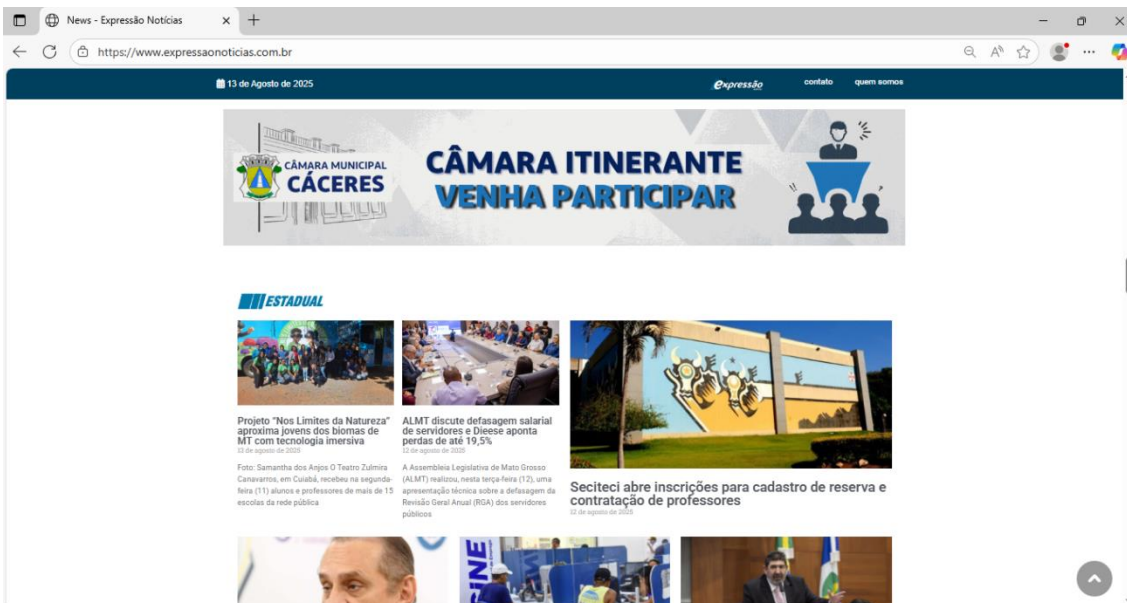 News - Expressão Notícias
https://www.expressaonoticias.com.br
13 de Agosto de 2025
expressão
contato
quem somos
CÂMARA MUNICIPAL
CÁCERES
CÂMARA ITINERANTE
VENHA PARTICIPAR
ESTADUAL
Projeto "Nos Limites da Natureza"
aproxima jovens dos biomas de
MT com tecnologia imersiva
12 de agosto de 2025
Foto: Samantha dos Anjos O Teatro Zulmira
Canavarros, em Cuiabá, recebeu na segunda-
feira (11) alunos e professores de mais de 15
escolas da rede pública
ALMT discute defasagem salarial
de servidores e Dieese aponta
perdas de até 19,5%
12 de agosto de 2025
A Assembleia Legislativa de Mato Grosso
(ALMT) realizou, nesta terça-feira (12), uma
apresentação técnica sobre a defasagem da
Revisão Geral Anual (RGA) dos servidores
públicos
Seciteci abre inscrições para cadastro de reserva e
contratação de professores
12 de agosto de 2025
SINE